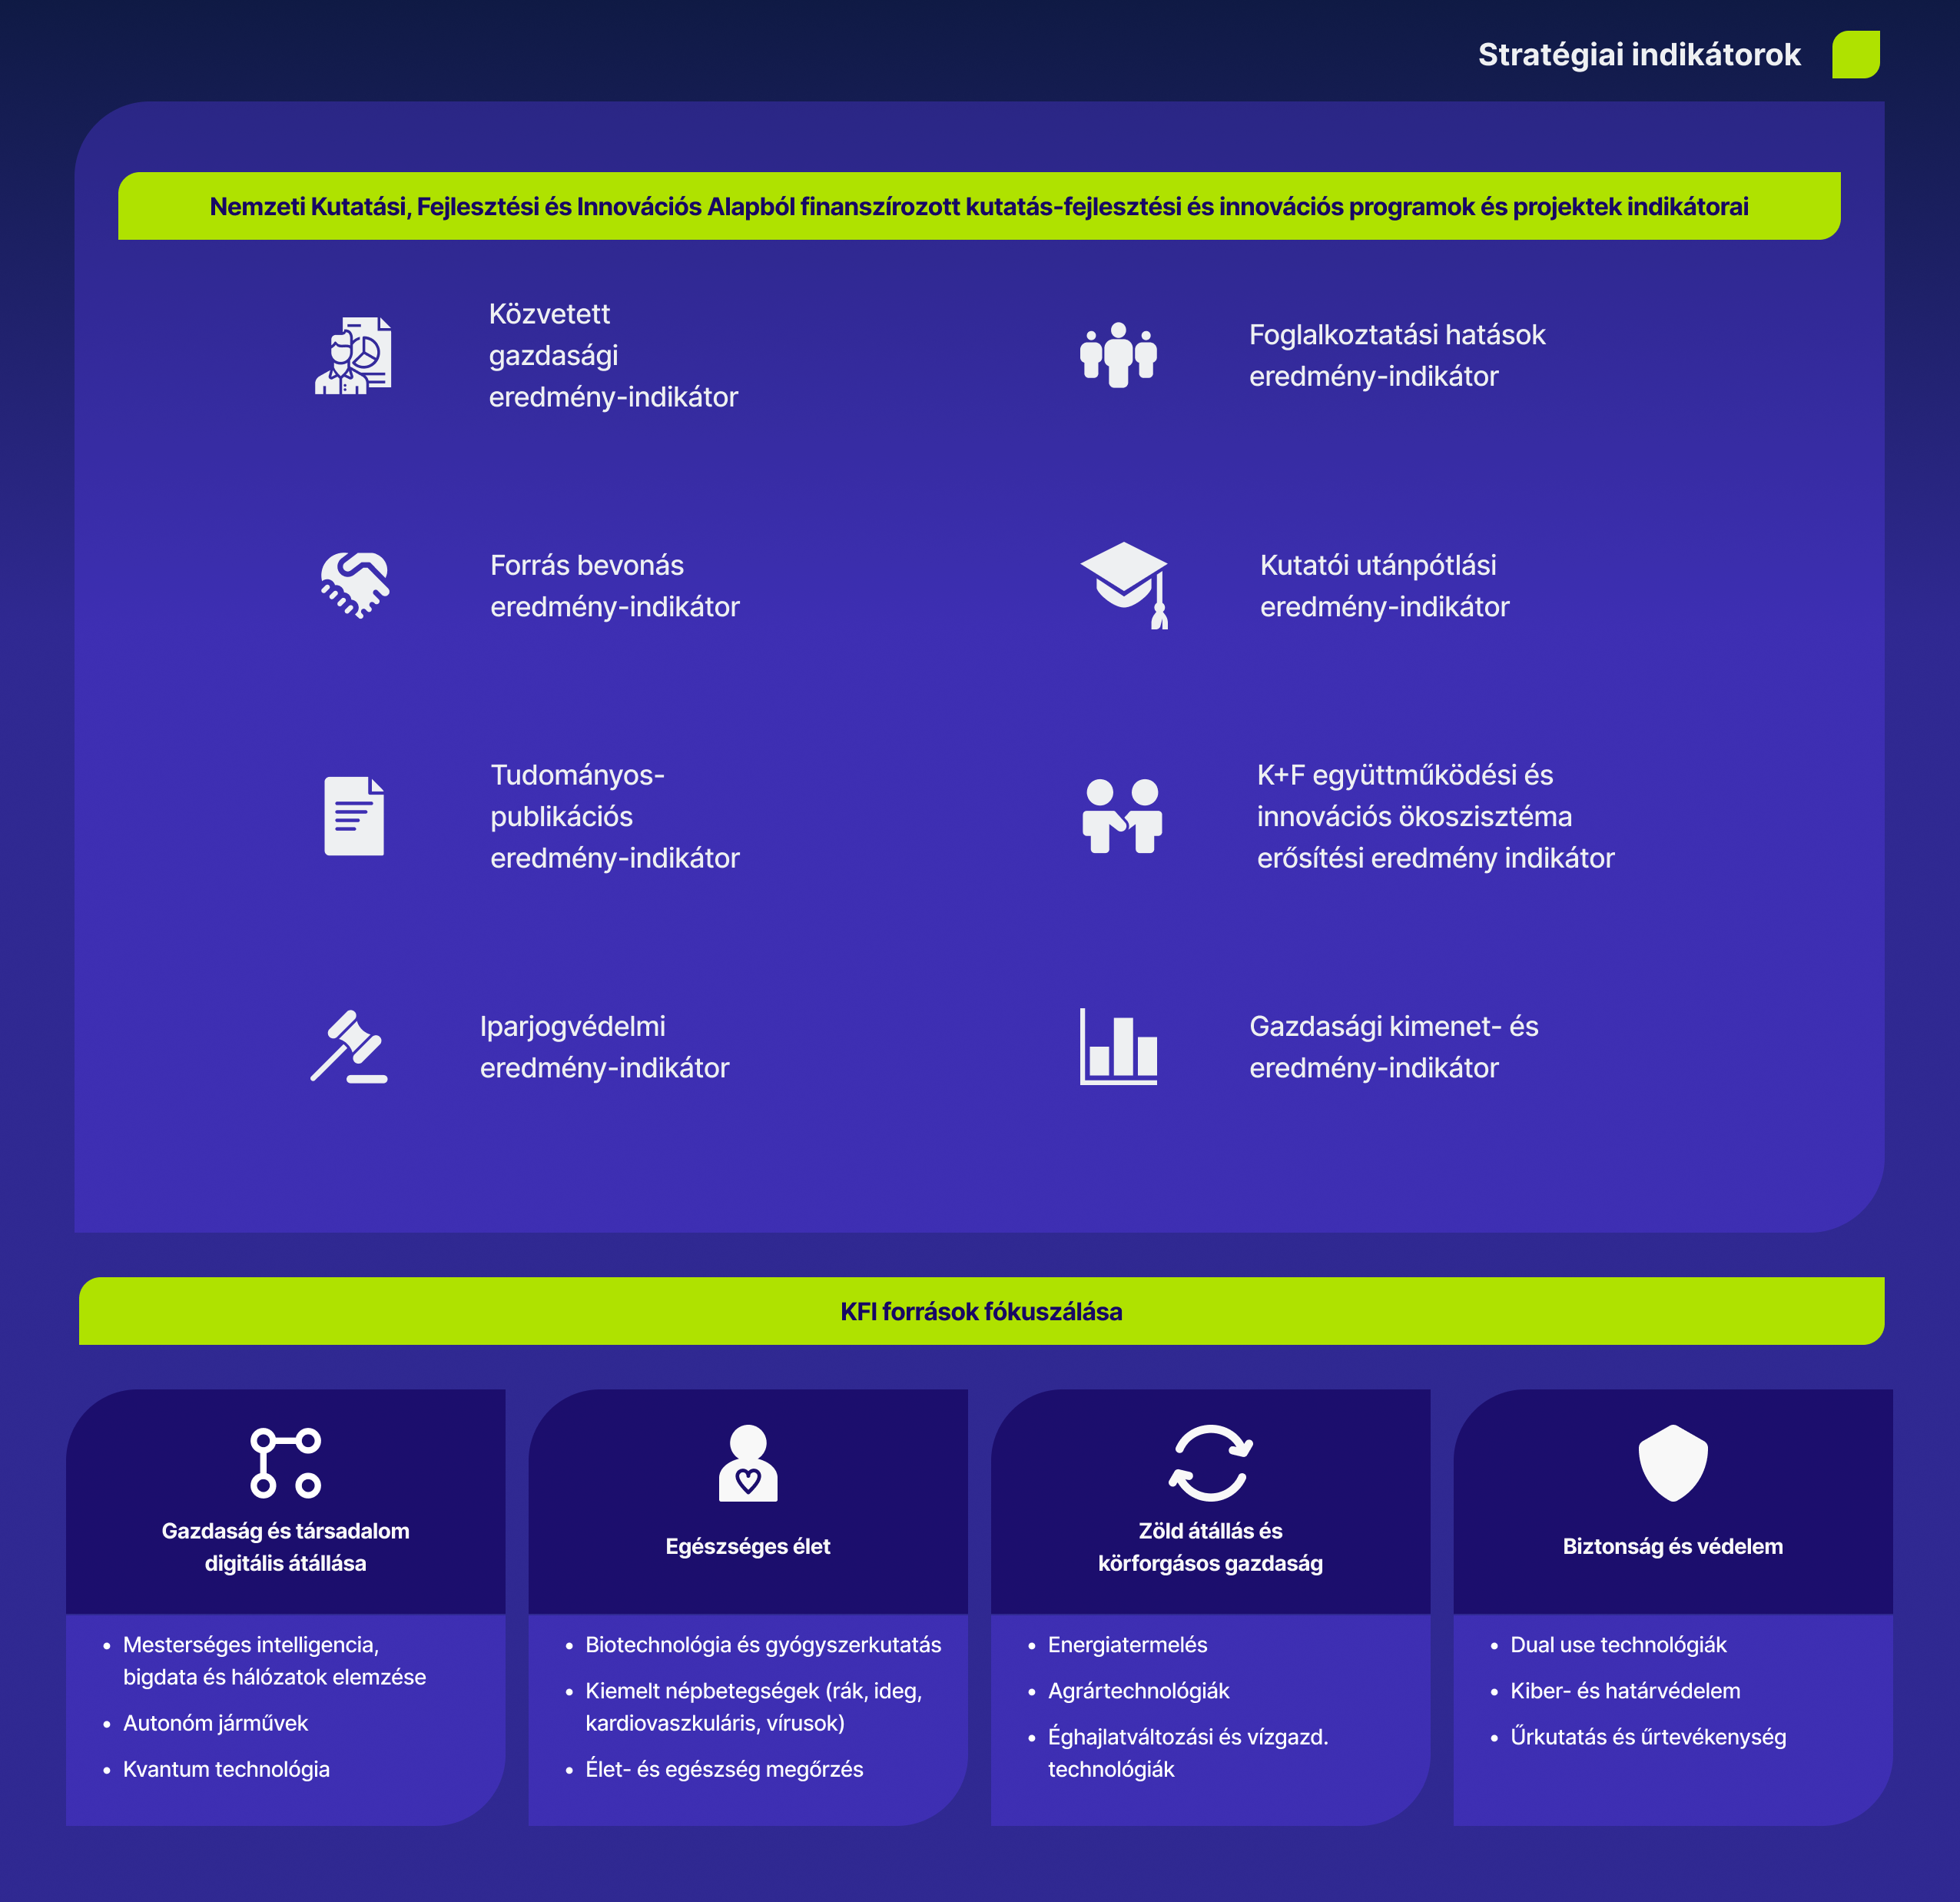 Stratégiai indikátorok
Nemzeti Kutatási, Fejlesztési és Innovációs Alapból finanszírozott kutatás-fejlesztési és innovációs programok és projektek indikátorai
Közvetett
gazdasági
eredmény-indikátor
Foglalkoztatási hatások
eredmény-indikátor
Forrás bevonás
eredmény-indikátor
Kutatói utánpótlási
eredmény-indikátor
Tudományos-
publikációs
eredmény-indikátor
K+F együttműködési és
innovációs ökoszisztéma
erősítési eredmény indikátor
Iparjogvédelmi
eredmény-indikátor
Gazdasági kimenet- és
eredmény-indikátor
KFI források fókuszálása
Gazdaság és társadalom
digitális átállása
• Mesterséges intelligencia,
bigdata és hálózatok elemzése
• Autonóm járművek
• Kvantum technológia
Egészséges élet
• Biotechnológia és gyógyszerkutatás
• Kiemelt népbetegségek (rák, ideg,
kardiovaszkuláris, vírusok)
• Élet- és egészség megőrzés
Zöld átállás és
körforgásos gazdaság
• Energiatermelés
• Agrártechnológiák
• Éghajlatváltozási és vízgazd.
technológiák
Biztonság és védelem
• Dual use technológiák
• Kiber- és határvédelem
• Űrkutatás és űrtevékenység